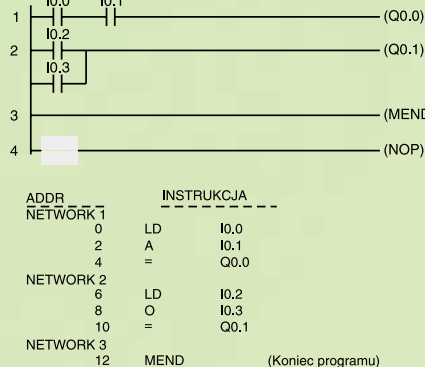 I0.0 I0.1
1 (Q0.0)
I0.2
2 (Q0.1)
I0.3
3 (MEND
4 (NOP)
ADDR INSTRUKCJA
NETWORK 1
0 LD I0.0
2 A I0.1
4 = Q0.0
NETWORK 2
6 LD I0.2
8 O I0.3
10 = Q0.1
NETWORK 3
12 MEND (Koniec programu)